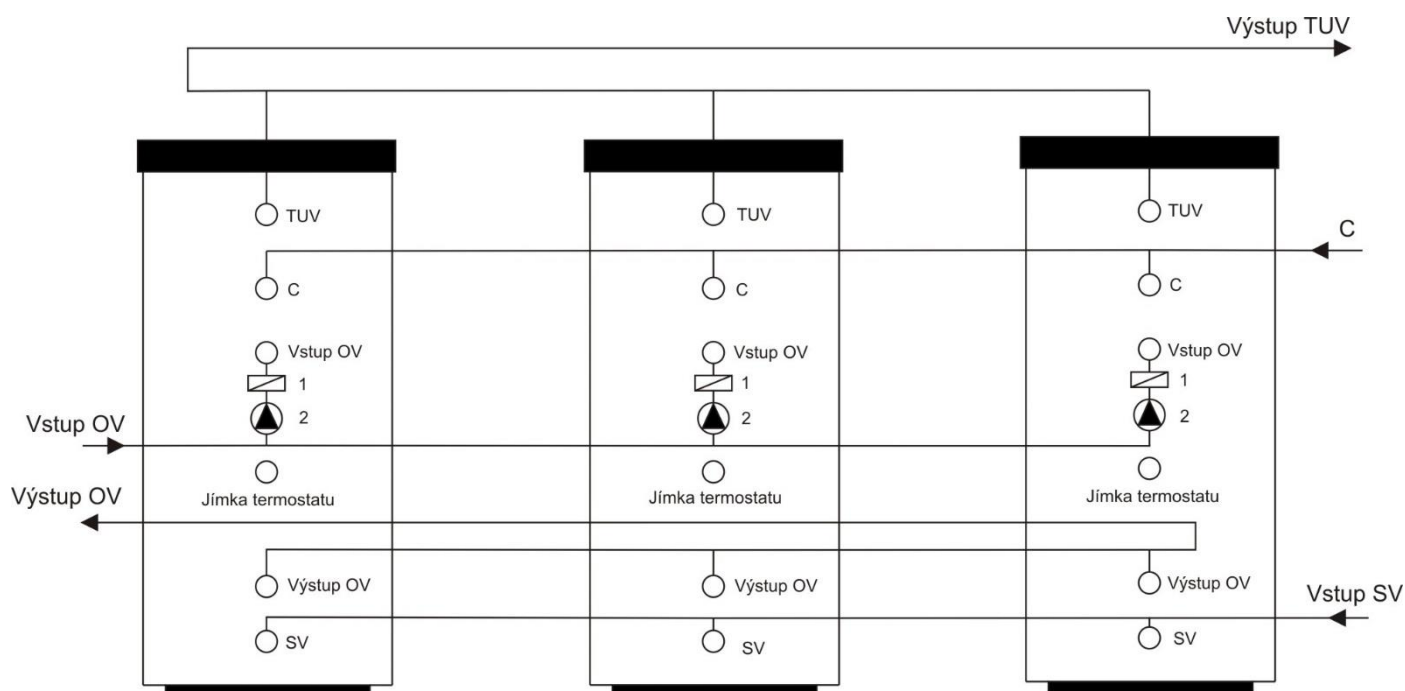 Výstup TUV
TUV
TUV
TUV
C
C
C
C
Vstup OV
Vstup OV
Vstup OV
1
1
1
2
2
2
Vstup OV
Jímka termostatu
Jímka termostatu
Jímka termostatu
Výstup OV
Výstup OV
Výstup OV
Výstup OV
Vstup SV
SV
SV
SV